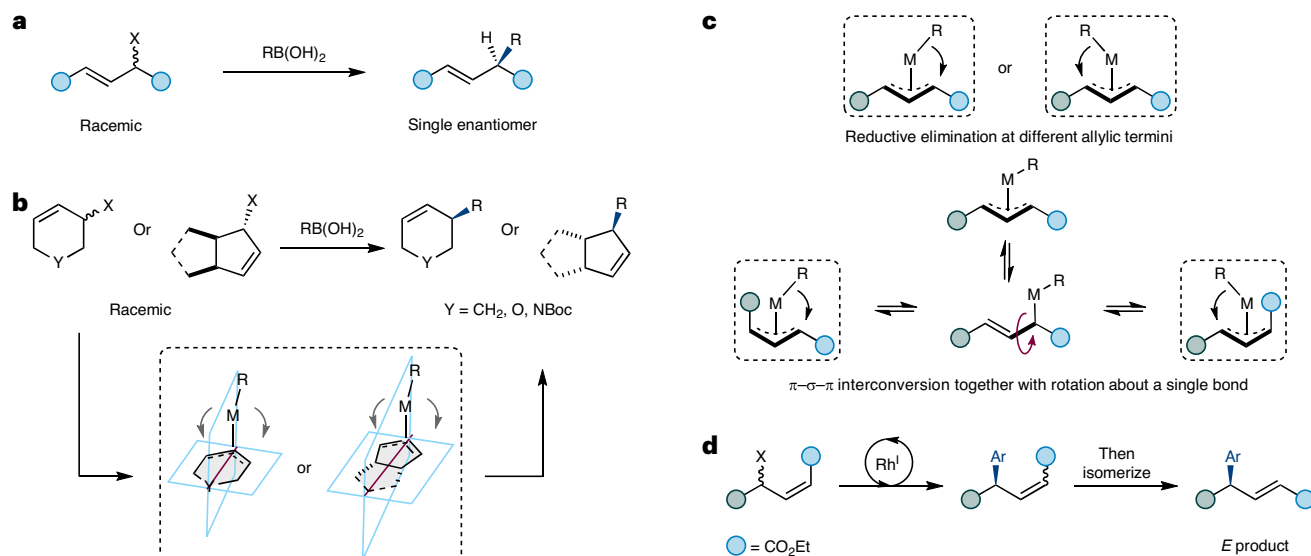 a
X
RB(OH)2
H
R
Racemic
Single enantiomer
b
X
Y
Or
X
RB(OH)2
R
Y
Or
R
Racemic
Y = CH2, O, NBoc
R
M
or
R
M
c
R
M
or
R
M
Reductive elimination at different allylic termini
M
R
R
M
M
R
R
M
π–σ–π interconversion together with rotation about a single bond
d
X
RhI
Ar
Then
isomerize
Ar
= CO2Et
E product